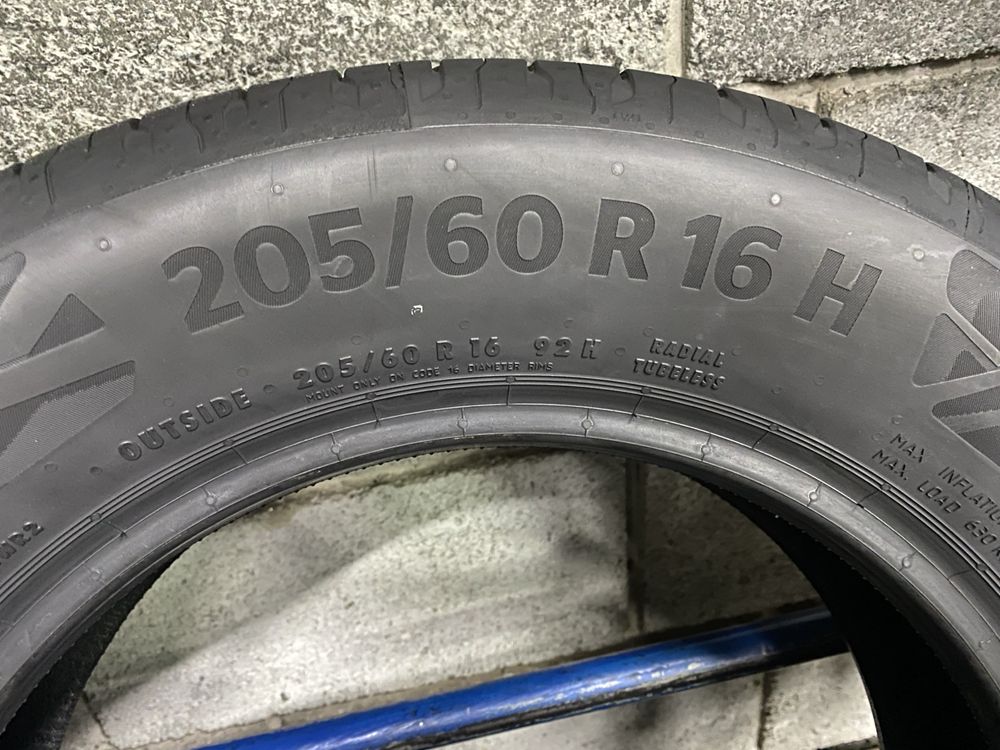 205/60 R 16 H
OUTSIDE · 205/60 R 16 92 H · RADIAL TUBELESS
MOUNT ONLY ON CODE 16 DIAMETER RIMS
MAX INFLATIO
MAX. LOAD 630 K